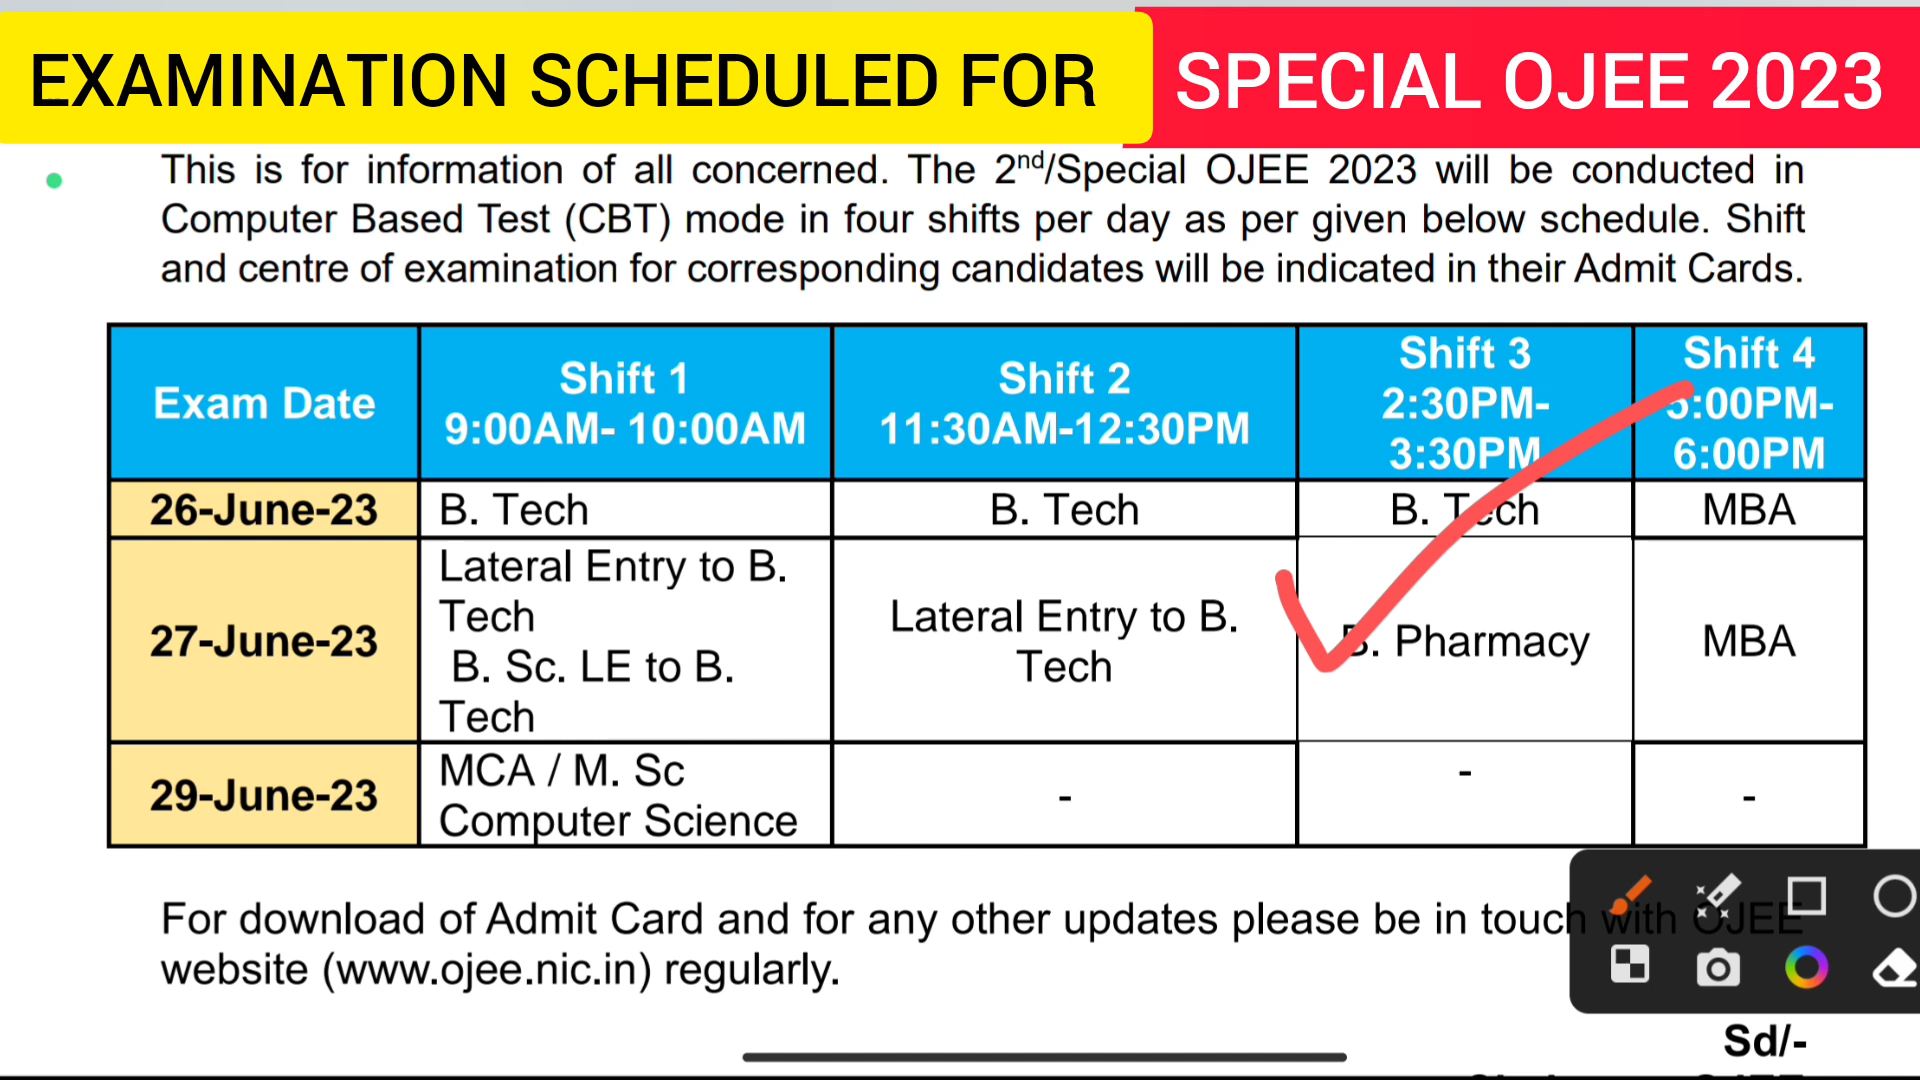 EXAMINATION SCHEDULED FOR SPECIAL OJEE 2023
This is for information of all concerned. The 2nd/Special OJEE 2023 will be conducted in
Computer Based Test (CBT) mode in four shifts per day as per given below schedule. Shift
and centre of examination for corresponding candidates will be indicated in their Admit Cards.
Exam Date
Shift 1
9:00AM- 10:00AM
Shift 2
11:30AM-12:30PM
Shift 3
2:30PM-
3:30PM
Shift 4
5:00PM-
6:00PM
26-June-23
B. Tech
B. Tech
B. Tech
MBA
27-June-23
Lateral Entry to B.
Tech
B. Sc. LE to B.
Tech
Lateral Entry to B.
Tech
B. Pharmacy
MBA
29-June-23
MCA / M. Sc
Computer Science
-
-
-
For download of Admit Card and for any other updates please be in touch with OJEE
website (www.ojee.nic.in) regularly.
Sd/-